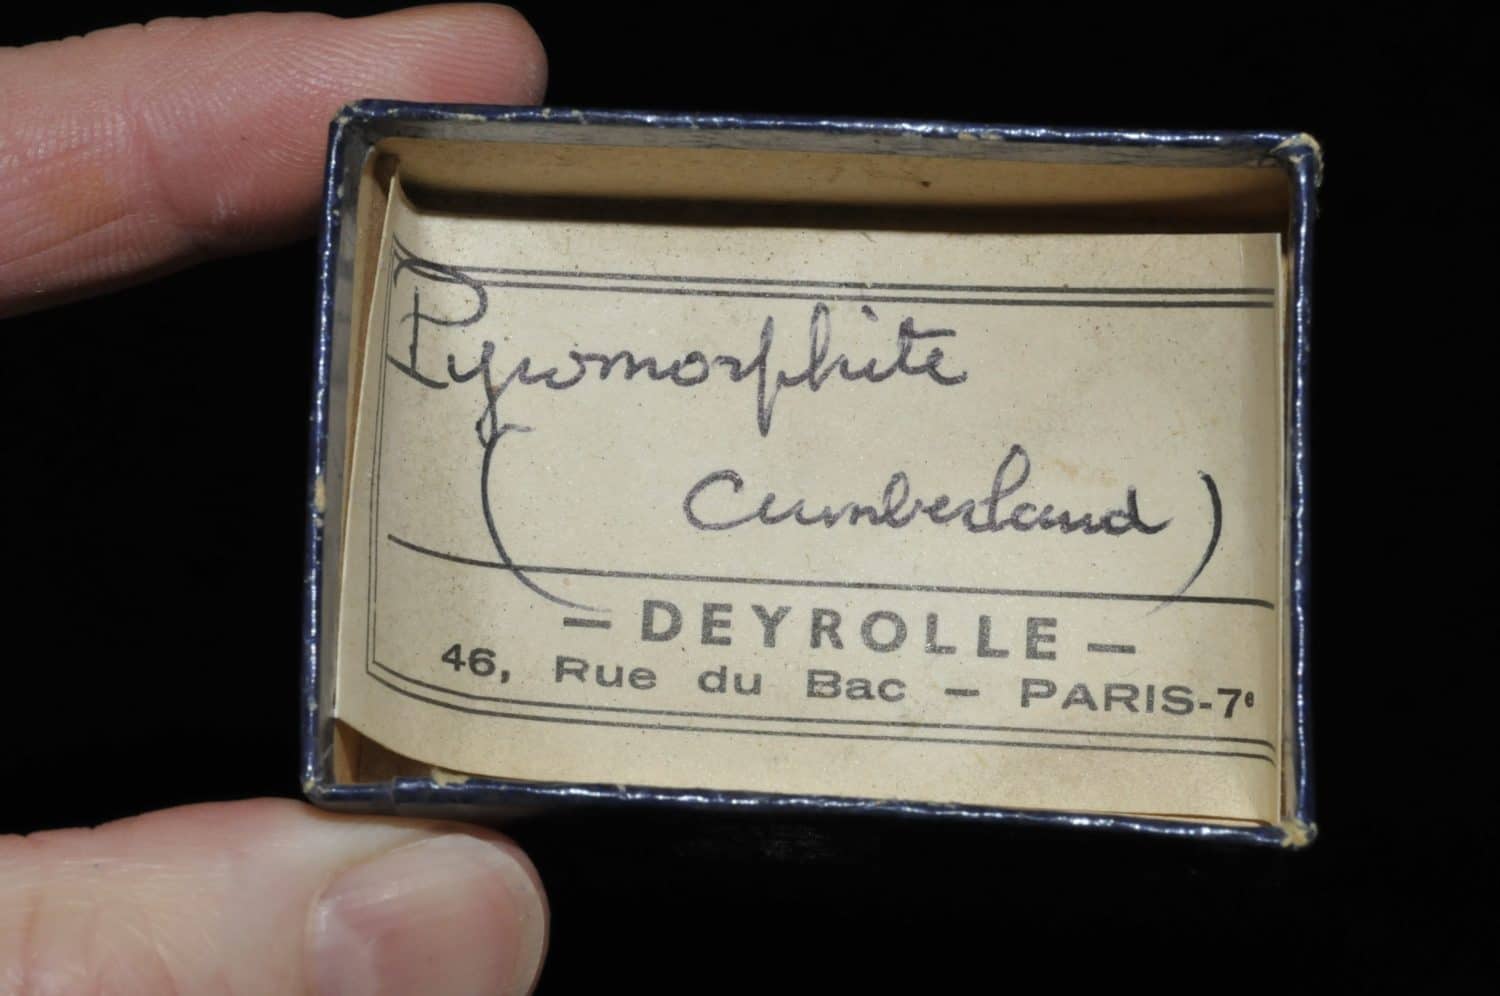 Pyromorphite
(Cumberland)
— DEYROLLE —
46, Rue du Bac — PARIS-7e